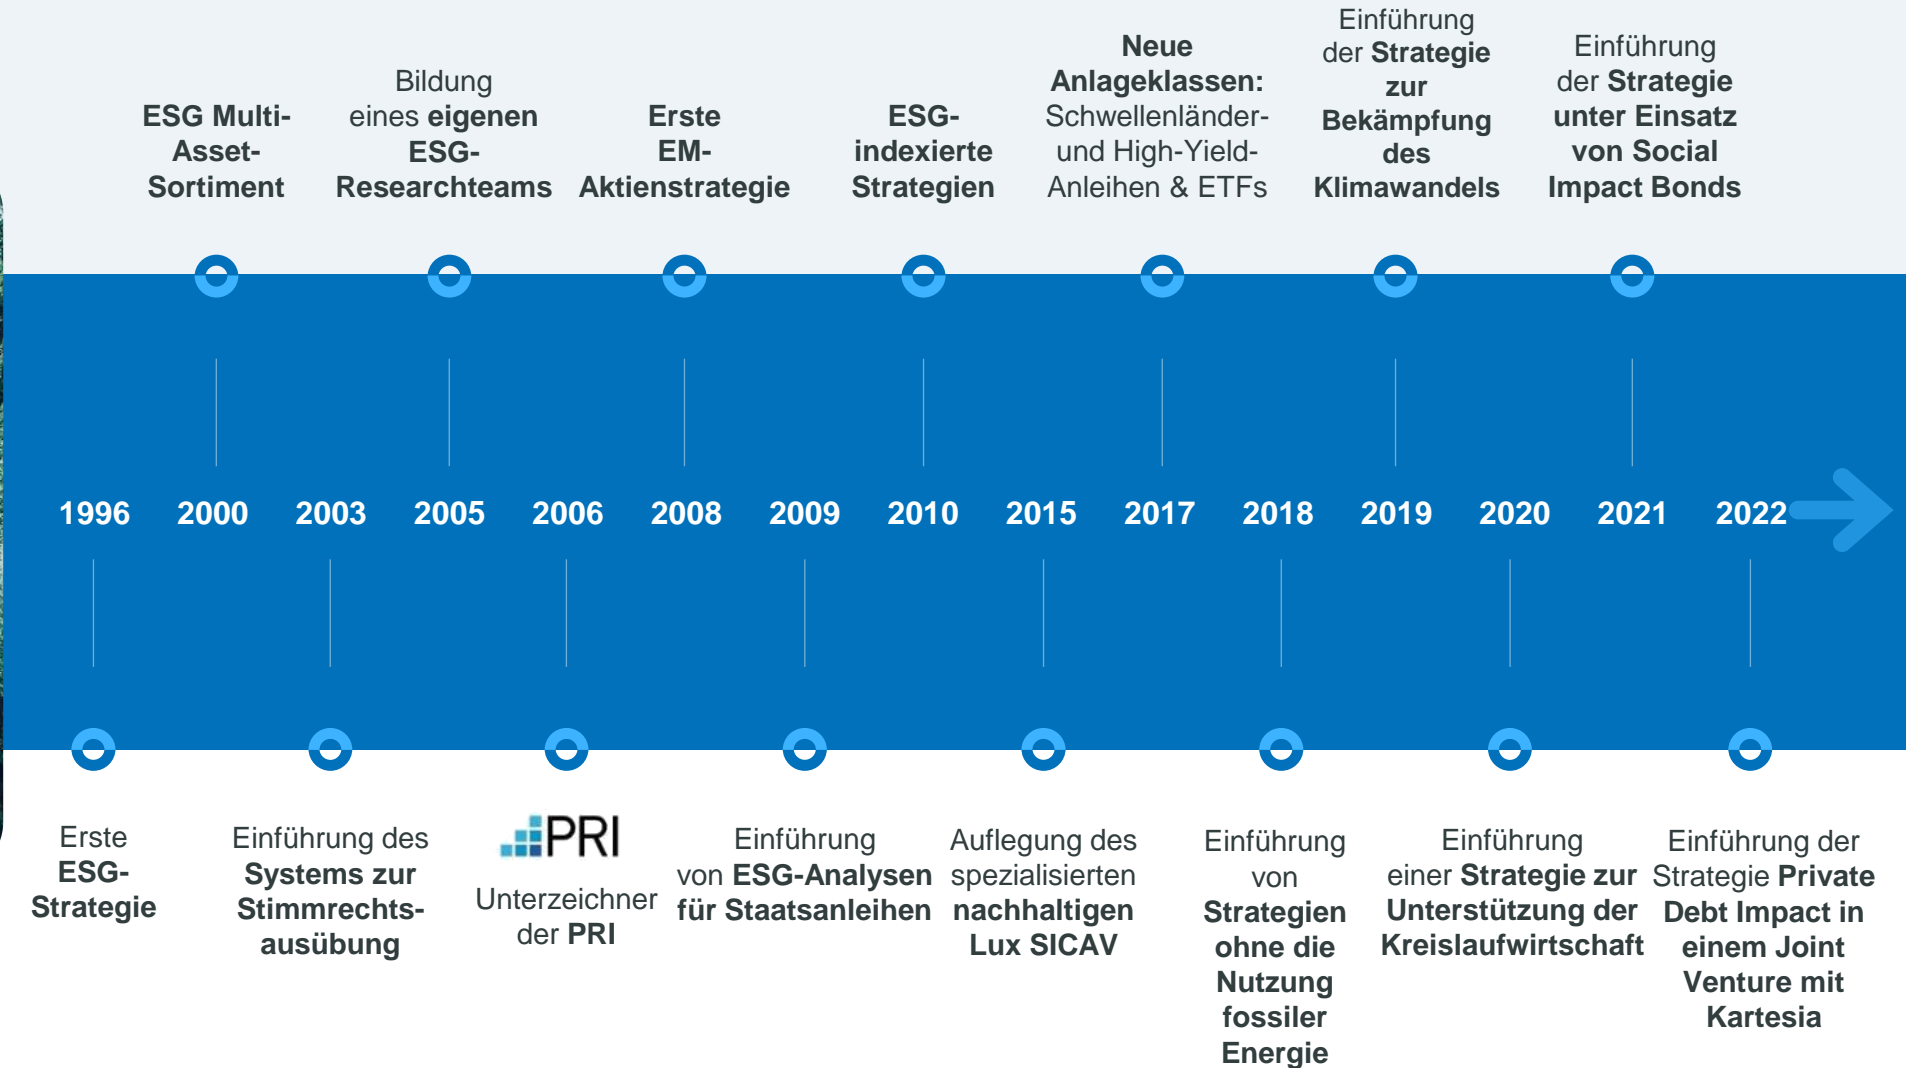 ESG Multi-
Asset-
Sortiment
Bildung
eines eigenen
ESG-
Researchteams
Erste
EM-
Aktienstrategie
ESG-
indexierte
Strategien
Neue
Anlageklassen:
Schwellenländer-
und High-Yield-
Anleihen & ETFs
Einführung
der Strategie
zur
Bekämpfung
des
Klimawandels
Einführung
der Strategie
unter Einsatz
von Social
Impact Bonds
1996 2000 2003 2005 2006 2008 2009 2010 2015 2017 2018 2019 2020 2021 2022
Erste
ESG-
Strategie
Einführung des
Systems zur
Stimmrechts-
ausübung
PRI
Unterzeichner
der PRI
Einführung
von ESG-Analysen
für Staatsanleihen
Auflegung des
spezialisierten
nachhaltigen
Lux SICAV
Einführung
von
Strategien
ohne die
Nutzung
fossiler
Energie
Einführung
einer Strategie zur
Unterstützung der
Kreislaufwirtschaft
Einführung der
Strategie Private
Debt Impact in
einem Joint
Venture mit
Kartesia